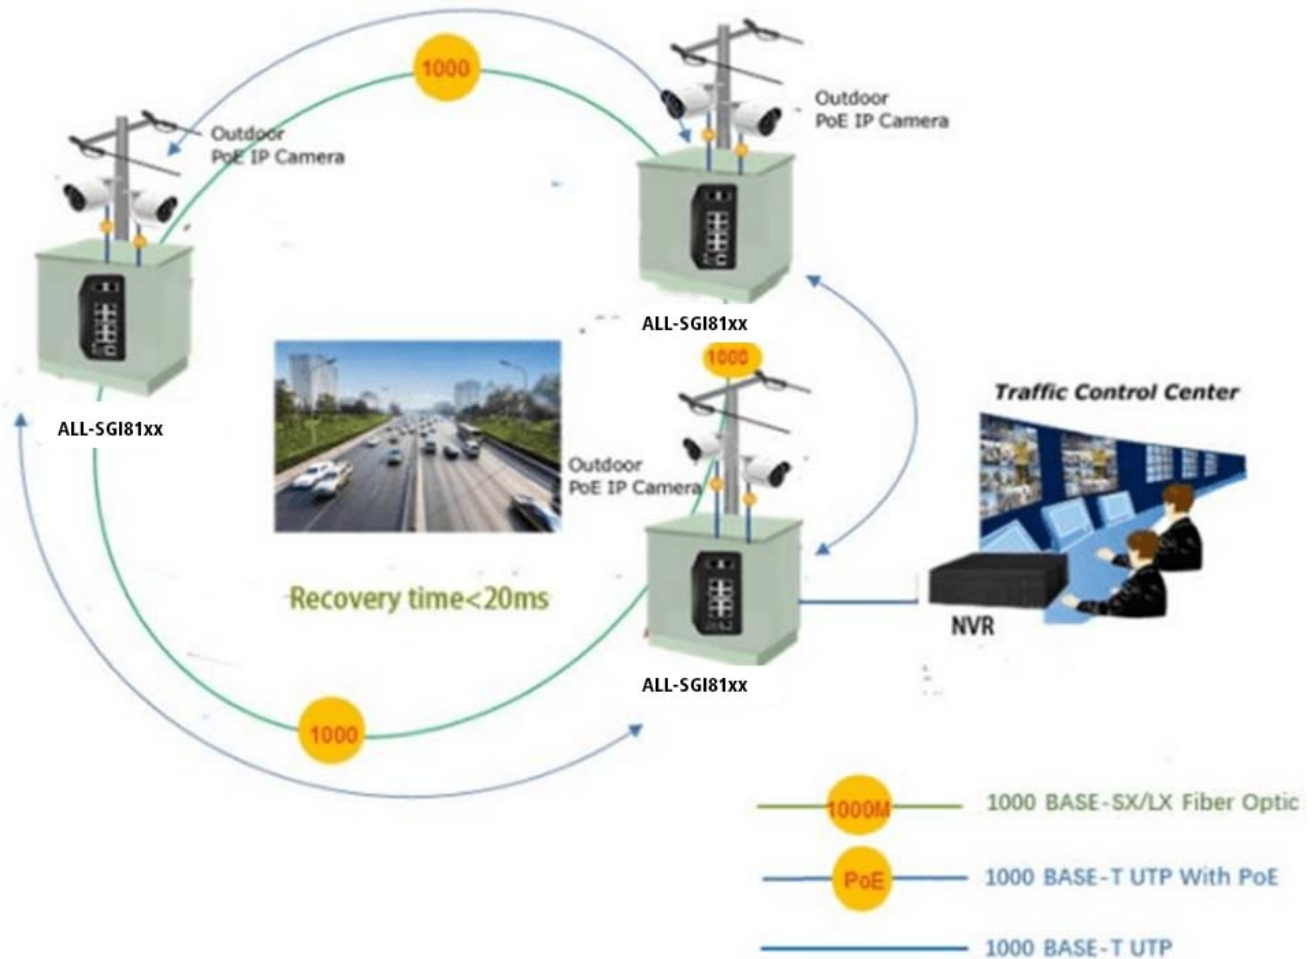 1000
Outdoor
PoE IP Camera
Outdoor
PoE IP Camera
ALL-SGI81xx
1000
Traffic Control Center
ALL-SGI81xx
Outdoor
PoE IP Camera
Recovery time<20ms
NVR
ALL-SGI81xx
1000
1000M
1000 BASE-SX/LX Fiber Optic
PoE
1000 BASE-T UTP With PoE
1000 BASE-T UTP